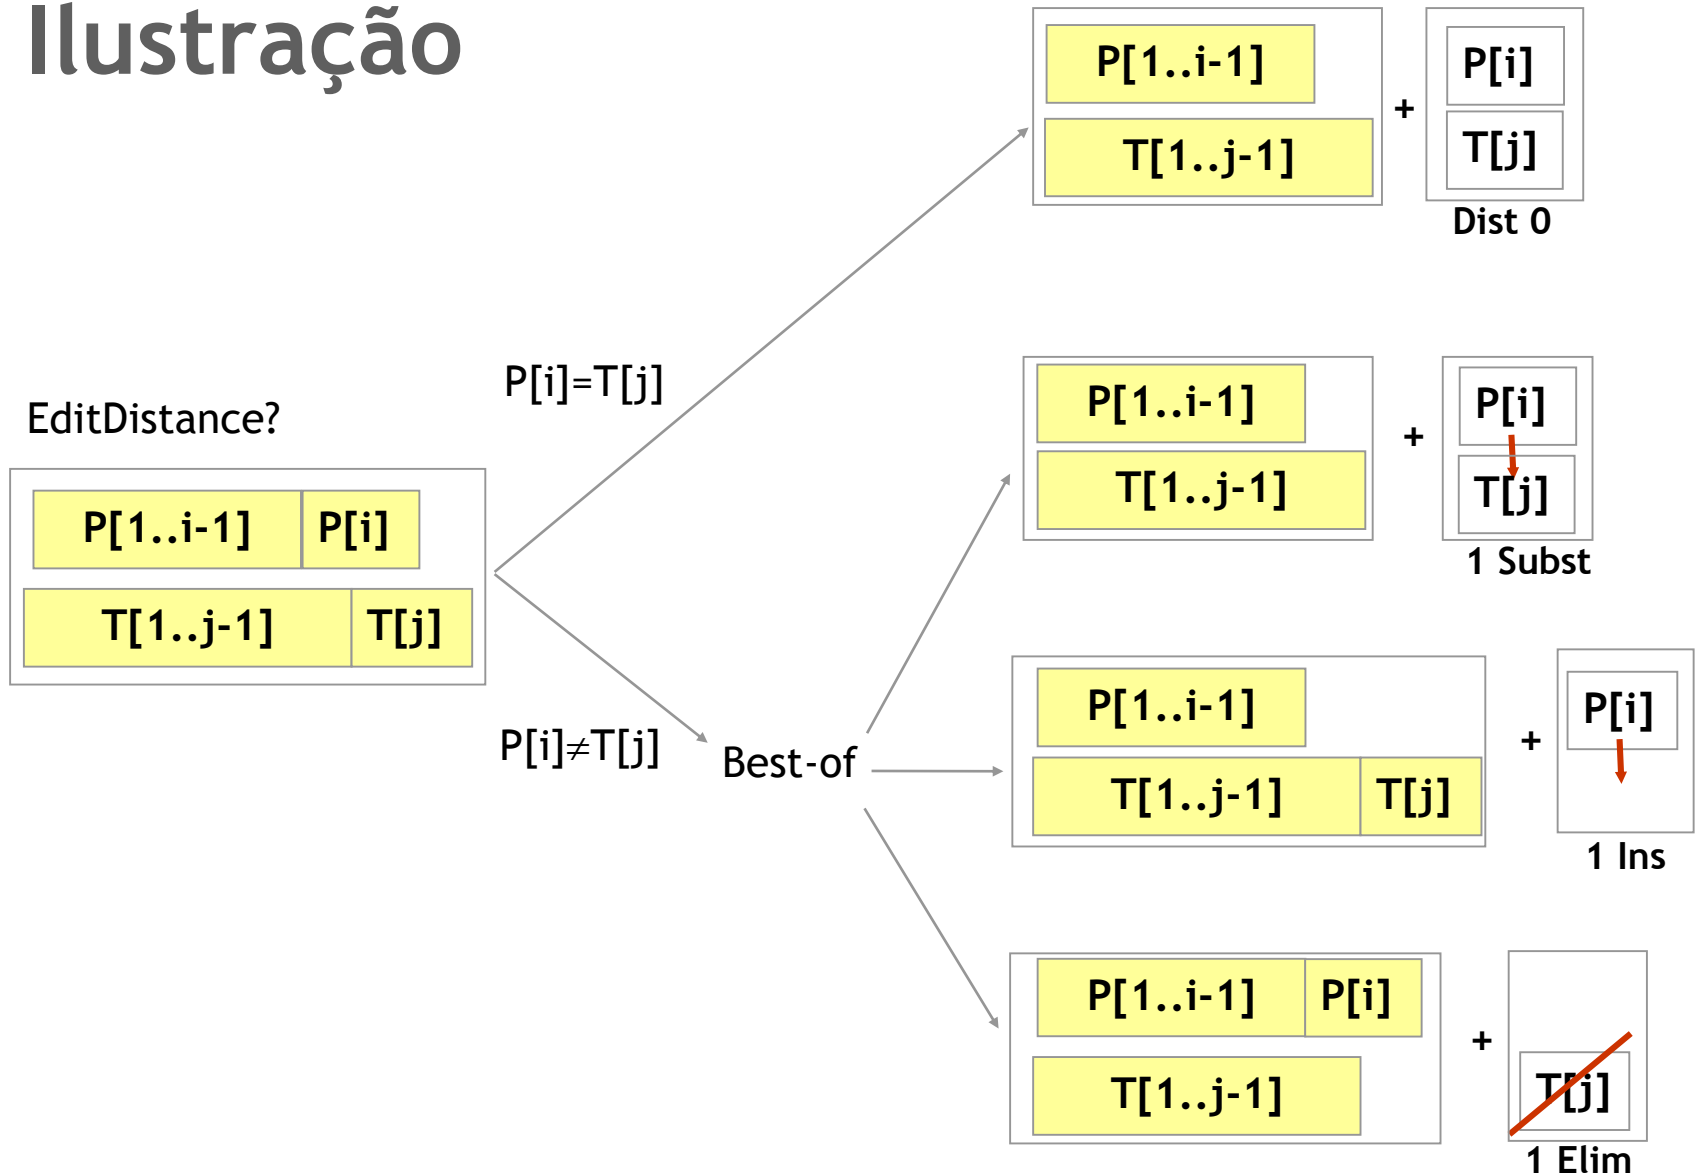 Ilustração
P[1..i-1]
T[1..j-1]
+
P[i]
T[j]
Dist 0
P[i]=T[j]
EditDistance?
P[1..i-1] P[i]
T[1..j-1] T[j]
P[i]≠T[j]
Best-of
P[1..i-1]
T[1..j-1]
+
P[i]
T[j]
1 Subst
P[1..i-1]
T[1..j-1] T[j]
+
P[i]
1 Ins
P[1..i-1] P[i]
T[1..j-1]
+
T[j]
1 Elim